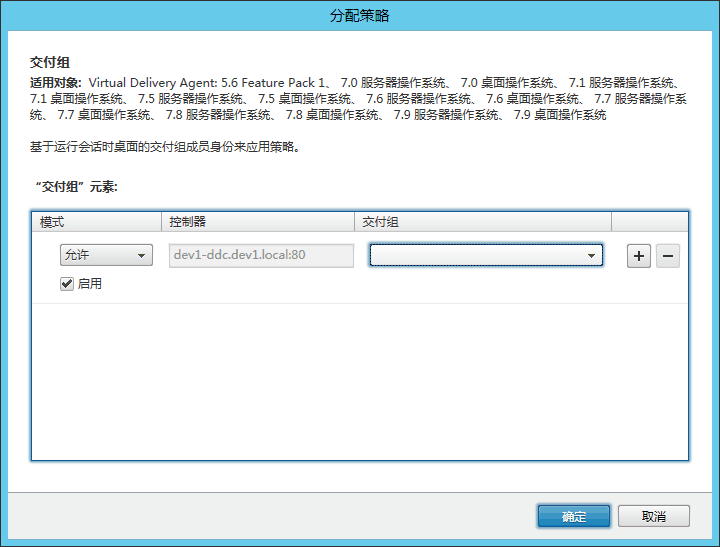 分配策略
交付组
适用对象: Virtual Delivery Agent: 5.6 Feature Pack 1、 7.0 服务器操作系统、 7.0 桌面操作系统、 7.1 服务器操作系统、
7.1 桌面操作系统、 7.5 服务器操作系统、 7.5 桌面操作系统、 7.6 服务器操作系统、 7.6 桌面操作系统、 7.7 服务器操作系
统、 7.7 桌面操作系统、 7.8 服务器操作系统、 7.8 桌面操作系统、 7.9 服务器操作系统、 7.9 桌面操作系统
基于运行会话时桌面的交付组成员身份来应用策略。
“交付组”元素:
模式 控制器 交付组
允许 dev1-ddc.dev1.local:80
启用
确定 取消